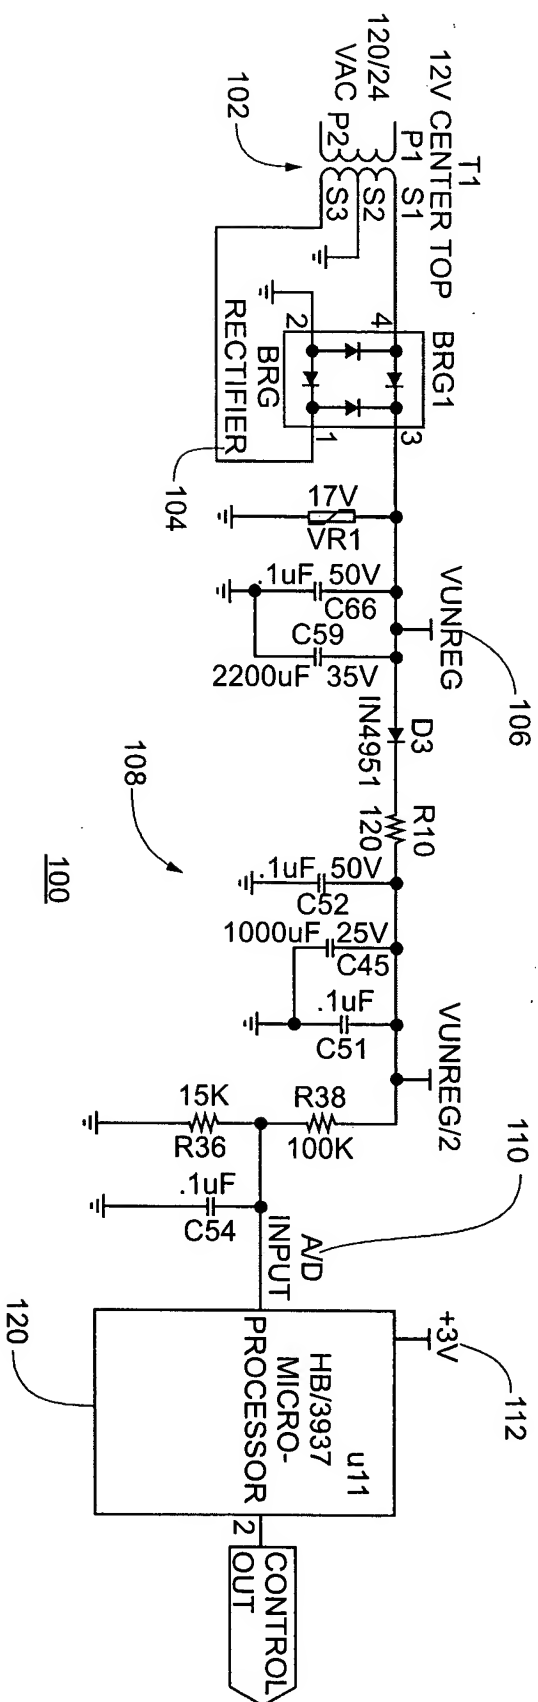 T1
12V CENTER TOP
120/24
VAC
P1
P2
S1
S2
S3
102
BRG1
4
3
2
1
BRG
RECTIFIER
104
17V
VR1
.1uF 50V
C66
C59
2200uF 35V
VUNREG
106
D3
IN4951
R10
120
108
100
.1uF 50V
C52
1000uF 25V
C45
.1uF
C51
VUNREG/2
R38
100K
15K
R36
.1uF
C54
110
A/D
INPUT
+3V
112
u11
HB/3937
MICRO-
PROCESSOR
120
2
CONTROL
OUT